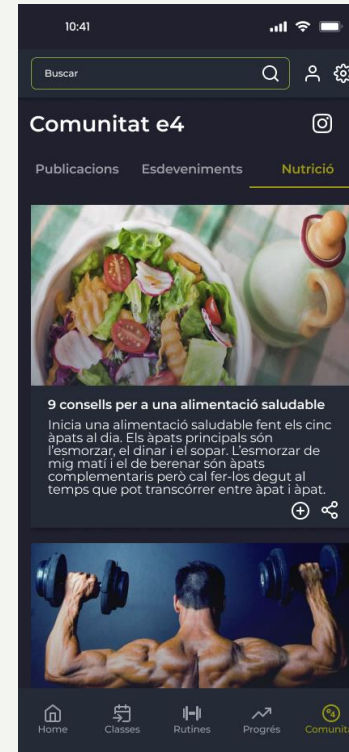 10:41
Buscar
Comunitat e4
Publicacions Esdeveniments Nutrició
9 consells per a una alimentació saludable
Inicia una alimentació saludable fent els cinc
àpats al dia. Els àpats principals són
l'esmorzar, el dinar i el sopar. L'esmorzar de
mig matí i el de berenar són àpats
complementaris però cal fer-los degut al
temps que pot transcórrer entre àpat i àpat.
e4
Home Classes Rutines Progrés Comunita